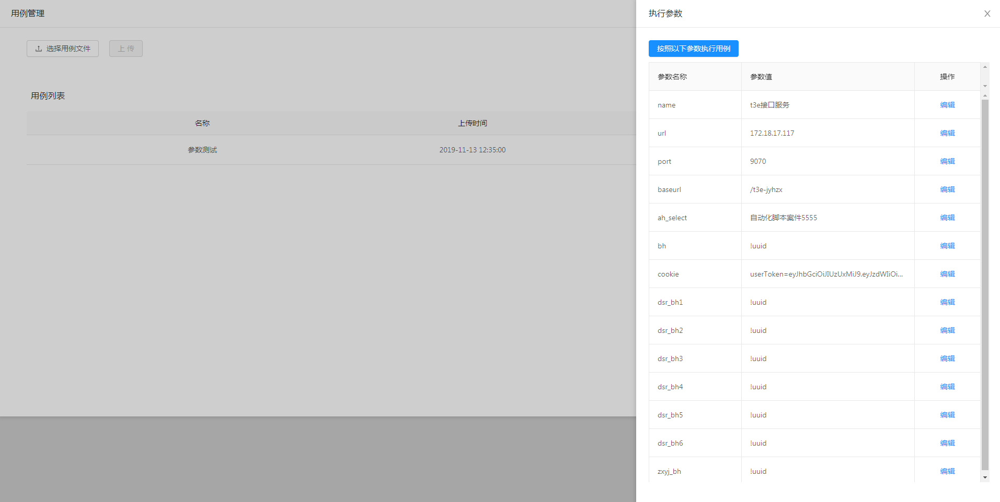 用例管理
选择用例文件
上 传
用例列表
名称
上传时间
参数测试
2019-11-13 12:35:00
执行参数
按照以下参数执行用例
参数名称 参数值 操作
name t3e接口服务 编辑
url 172.18.17.117 编辑
port 9070 编辑
baseurl /t3e-jyhzx 编辑
ah_select 自动化脚本案件5555 编辑
bh !uuid 编辑
cookie userToken=eyJhbGciOiJIUzUxMiJ9.eyJzdWIiOi... 编辑
dsr_bh1 !uuid 编辑
dsr_bh2 !uuid 编辑
dsr_bh3 !uuid 编辑
dsr_bh4 !uuid 编辑
dsr_bh5 !uuid 编辑
dsr_bh6 !uuid 编辑
zxyj_bh !uuid 编辑